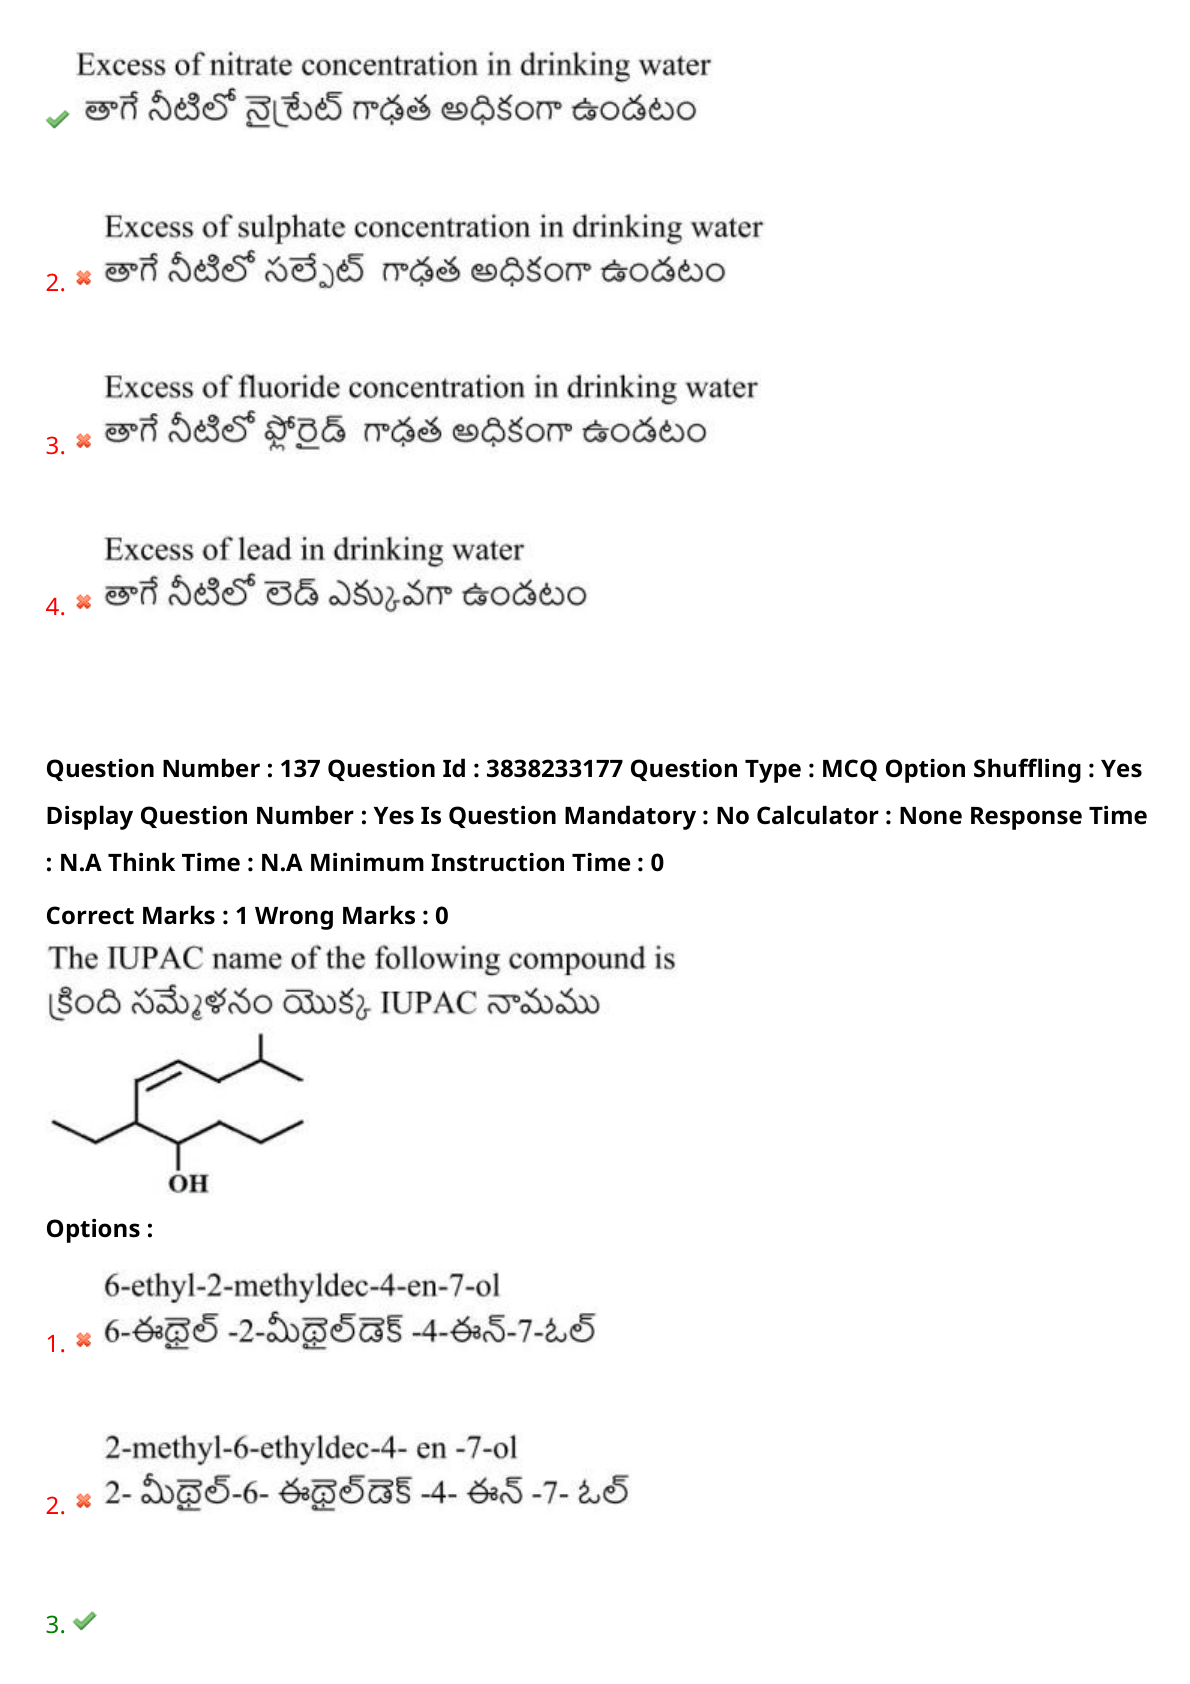 Excess of nitrate concentration in drinking water
తాగే నీటిలో నైట్రేట్ గాఢత అధికంగా ఉండటం
Excess of sulphate concentration in drinking water
2. తాగే నీటిలో సల్ఫేట్ గాఢత అధికంగా ఉండటం
Excess of fluoride concentration in drinking water
3. తాగే నీటిలో ఫ్లోరైడ్ గాఢత అధికంగా ఉండటం
Excess of lead in drinking water
4. తాగే నీటిలో లెడ్ ఎక్కువగా ఉండటం
Question Number : 137 Question Id : 3838233177 Question Type : MCQ Option Shuffling : Yes
Display Question Number : Yes Is Question Mandatory : No Calculator : None Response Time
: N.A Think Time : N.A Minimum Instruction Time : 0
Correct Marks : 1 Wrong Marks : 0
The IUPAC name of the following compound is
క్రింది సమ్మేళనం యొక్క IUPAC నామము
OH
Options :
6-ethyl-2-methyldec-4-en-7-ol
1. 6-ఈథైల్ -2-మీథైల్‌డెక్ -4-ఈన్-7-ఓల్
2-methyl-6-ethyldec-4- en -7-ol
2. 2- మీథైల్-6- ఈథైల్‌డెక్ -4- ఈన్ -7- ఓల్
3.